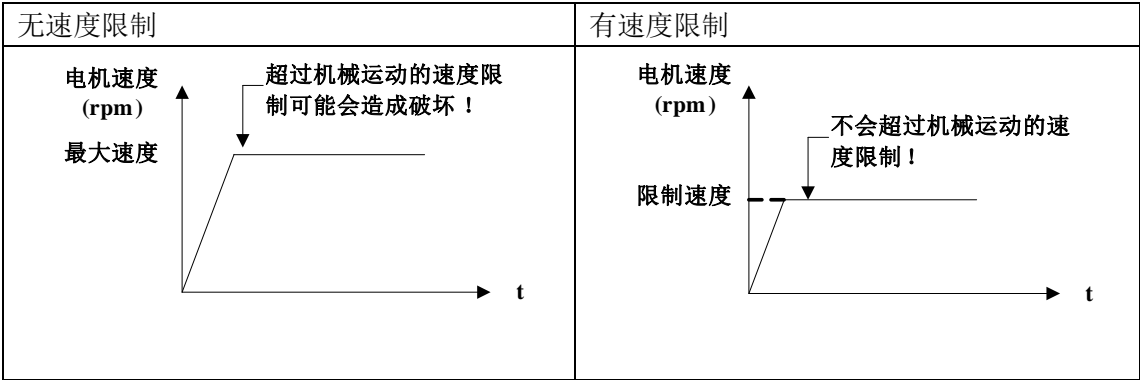 无速度限制
电机速度
(rpm)
超过机械运动的速度限
制可能会造成破坏！
最大速度
t
有速度限制
电机速度
(rpm)
不会超过机械运动的速
度限制！
限制速度
t